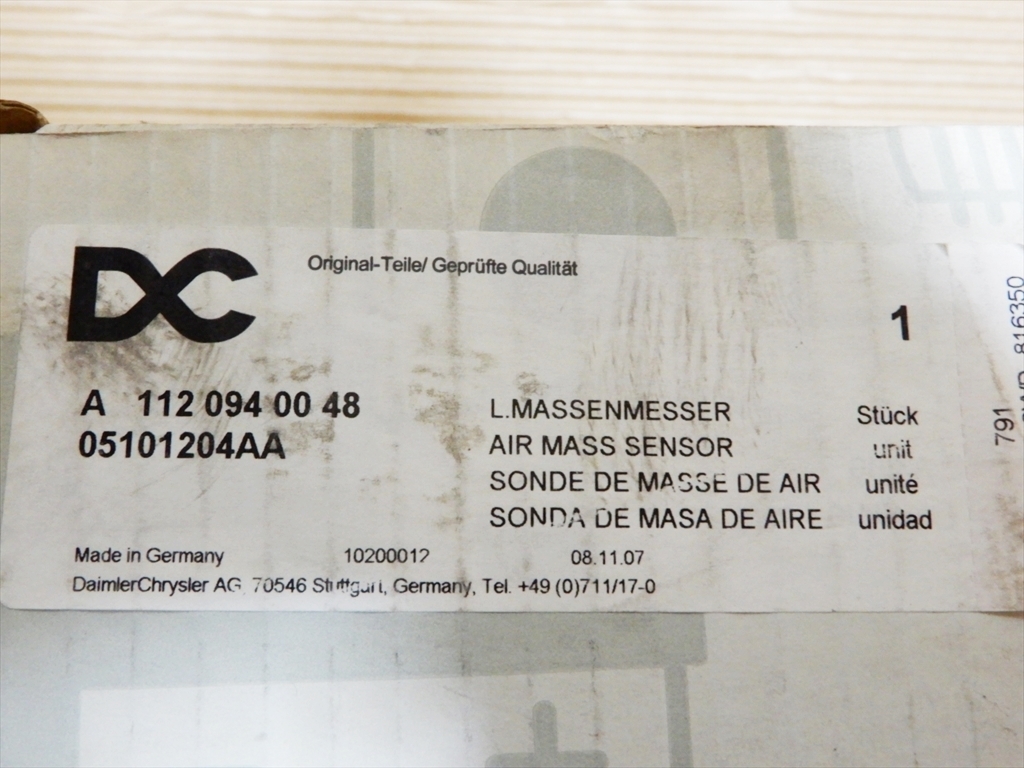 DC
Original-Teile/ Geprüfte Qualität
1
A 112 094 00 48
05101204AA
L.MASSENMESSER Stück
AIR MASS SENSOR unit
SONDE DE MASSE DE AIR unité
SONDA DE MASA DE AIRE unidad
Made in Germany 10200012 08.11.07
DaimlerChrysler AG, 70546 Stuttgart, Germany, Tel. +49 (0)711/17-0
791
816350